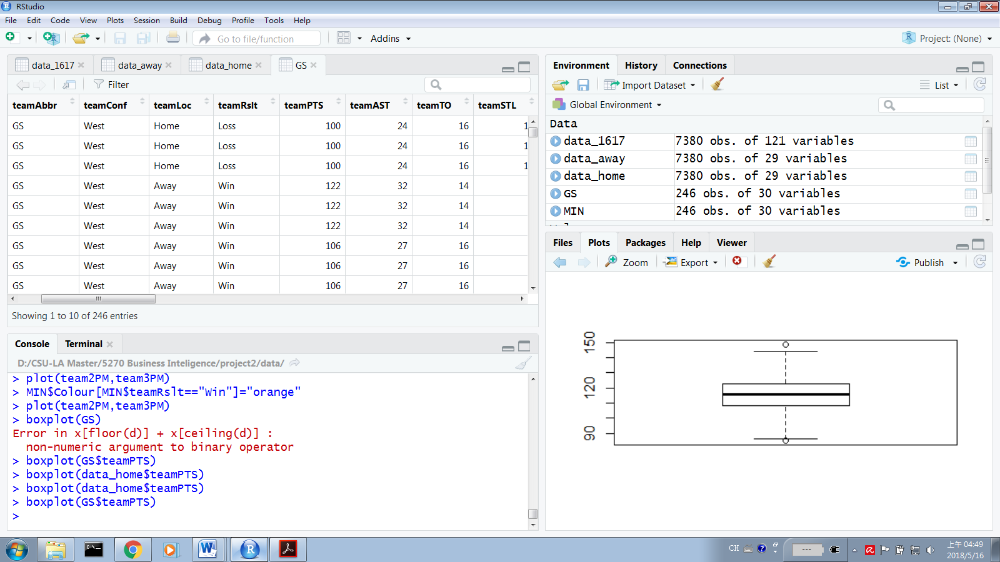 RStudio
File Edit Code View Plots Session Build Debug Profile Tools Help
Go to file/function Addins Project: (None)
data_1617 data_away data_home GS
Filter
teamAbbr teamConf teamLoc teamRslt teamPTS teamAST teamTO teamSTL
GS West Home Loss 100 24 16 1
GS West Home Loss 100 24 16 1
GS West Home Loss 100 24 16 1
GS West Away Win 122 32 14
GS West Away Win 122 32 14
GS West Away Win 122 32 14
GS West Away Win 106 27 16
GS West Away Win 106 27 16
GS West Away Win 106 27 16
Showing 1 to 10 of 246 entries
Console Terminal
D:/CSU-LA Master/5270 Business Inteligence/project2/data/
> plot(team2PM,team3PM)
> MIN$Colour[MIN$teamRslt=="Win"]="orange"
> plot(team2PM,team3PM)
> boxplot(GS)
Error in x[floor(d)] + x[ceiling(d)] :
non-numeric argument to binary operator
> boxplot(GS$teamPTS)
> boxplot(data_home$teamPTS)
> boxplot(data_home$teamPTS)
> boxplot(GS$teamPTS)
>
Environment History Connections
Import Dataset List
Global Environment
Data
data_1617 7380 obs. of 121 variables
data_away 7380 obs. of 29 variables
data_home 7380 obs. of 29 variables
GS 246 obs. of 30 variables
MIN 246 obs. of 30 variables
Files Plots Packages Help Viewer
Zoom Export Publish
150
120
90
CH
---
上午 04:49
2018/5/16